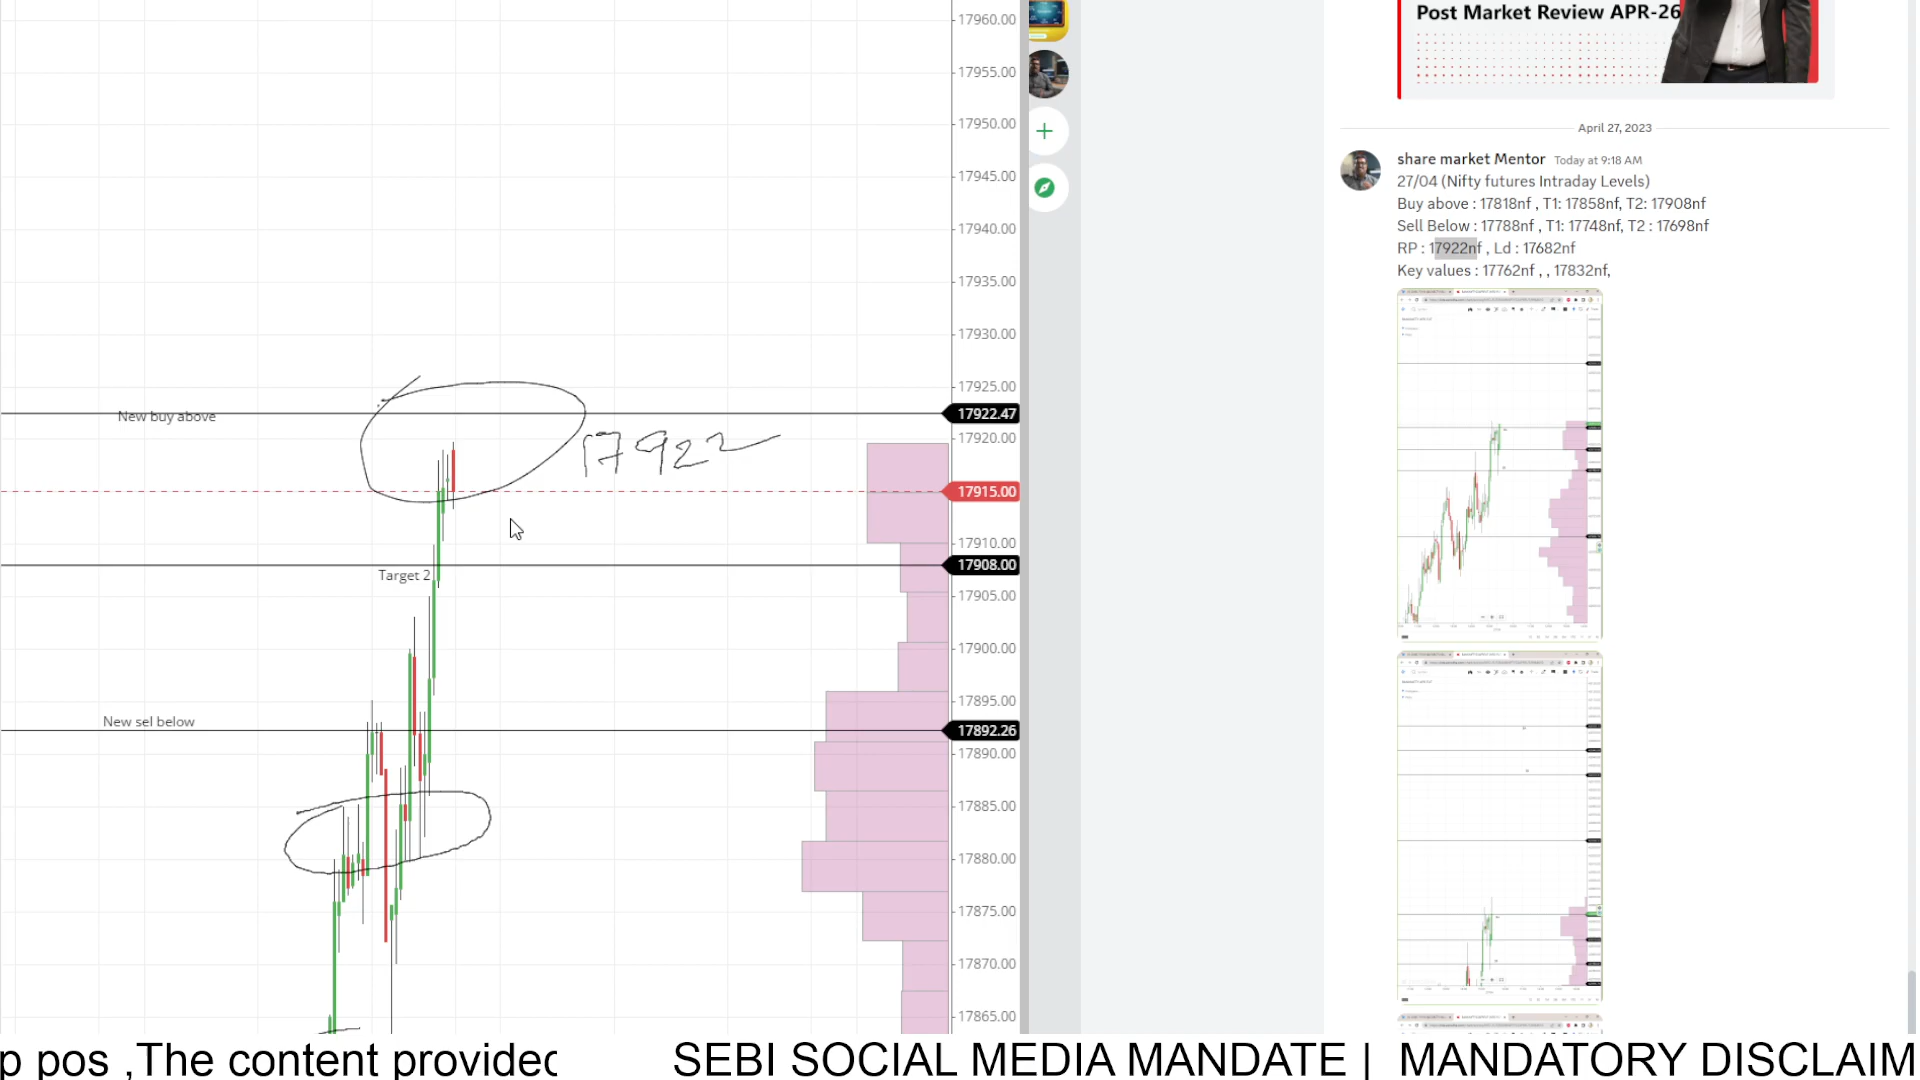 17960.00
17955.00
17950.00
17945.00
17940.00
17935.00
17930.00
17925.00
New buy above
17922.47
17922
17920.00
17915.00
17910.00
17908.00
Target 2
17905.00
17900.00
17895.00
New sel below
17892.26
17890.00
17885.00
17880.00
17875.00
17870.00
17865.00
Post Market Review APR-26
April 27, 2023
share market Mentor Today at 9:18 AM
27/04 (Nifty futures Intraday Levels)
Buy above : 17818nf , T1: 17858nf, T2: 17908nf
Sell Below : 17788nf , T1: 17748nf, T2 : 17698nf
RP : 17922nf , Ld : 17682nf
Key values : 17762nf , , 17832nf,
p pos ,The content provided SEBI SOCIAL MEDIA MANDATE | MANDATORY DISCLAIM